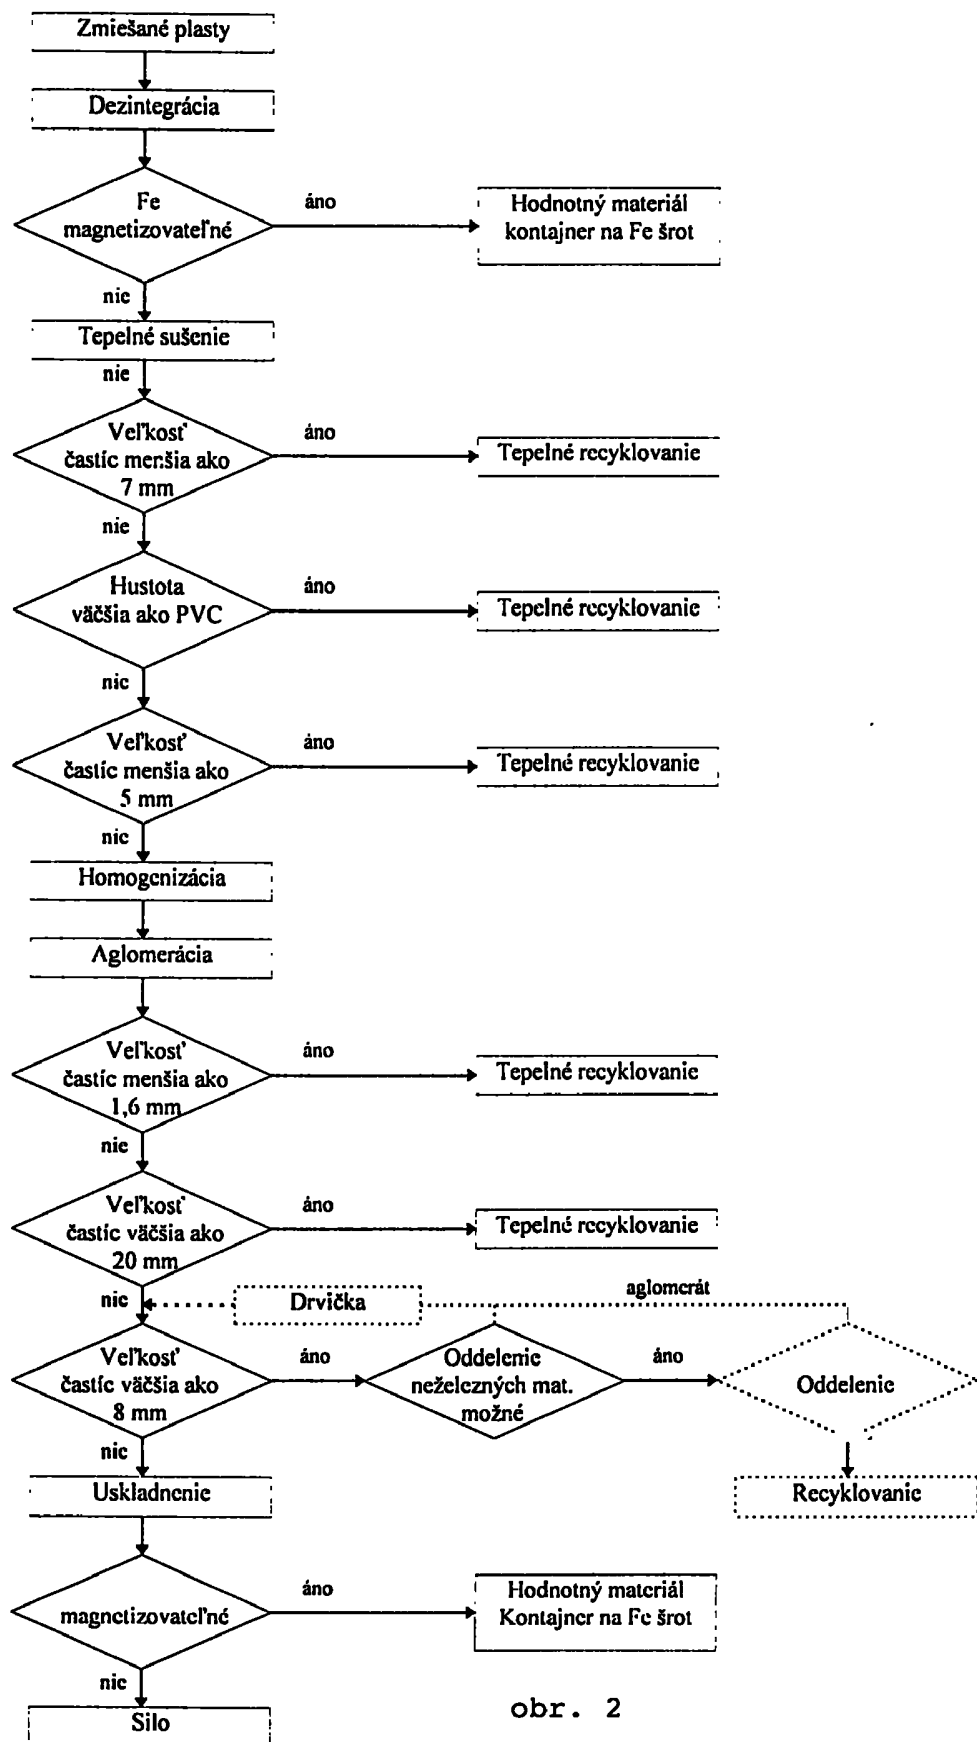 Zmiešané plasty
Dezintegrácia
Fe
magnetizovateľné
áno
Hodnotný materiál
kontajner na Fe šrot
nie
Tepelné sušenie
nie
Veľkosť
častíc menšia ako
7 mm
áno
Tepelné recyklovanie
nie
Hustota
väčšia ako PVC
áno
Tepelné recyklovanie
nie
Veľkosť
častíc menšia ako
5 mm
áno
Tepelné recyklovanie
nie
Homogenizácia
Aglomerácia
Veľkosť
častíc menšia ako
1,6 mm
áno
Tepelné recyklovanie
nie
Veľkosť
častíc väčšia ako
20 mm
áno
Tepelné recyklovanie
nie
Drvička
aglomerát
Veľkosť
častíc väčšia ako
8 mm
áno
Oddelenie
neželezných mat.
možné
áno
Oddelenie
nie
Uskladnenie
Recyklovanie
magnetizovateľné
áno
Hodnotný materiál
Kontajner na Fe šrot
nie
Silo
obr. 2